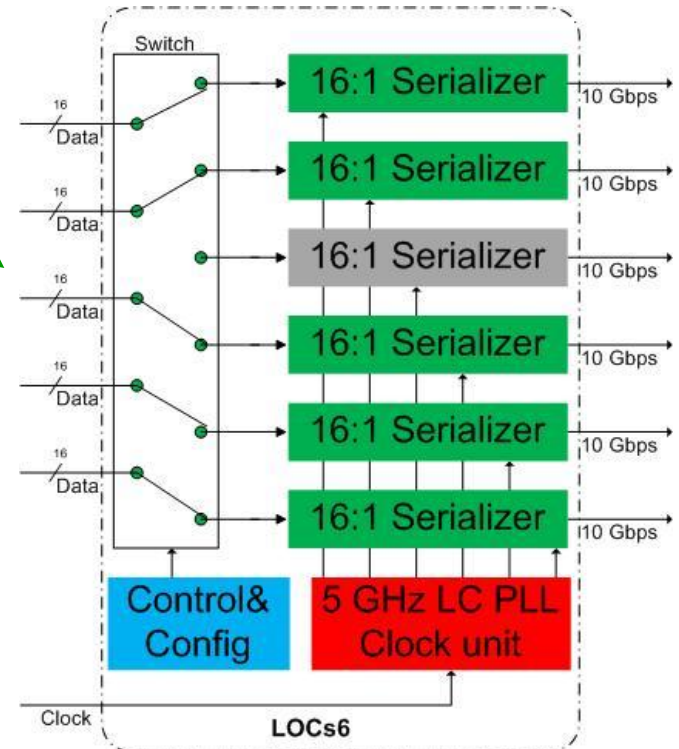 Switch
16:1 Serializer
10 Gbps
16
Data
16:1 Serializer
10 Gbps
16
Data
16:1 Serializer
10 Gbps
16
Data
16:1 Serializer
10 Gbps
16
Data
16:1 Serializer
10 Gbps
16
Data
16:1 Serializer
10 Gbps
Control&
Config
5 GHz LC PLL
Clock unit
Clock
LOCs6